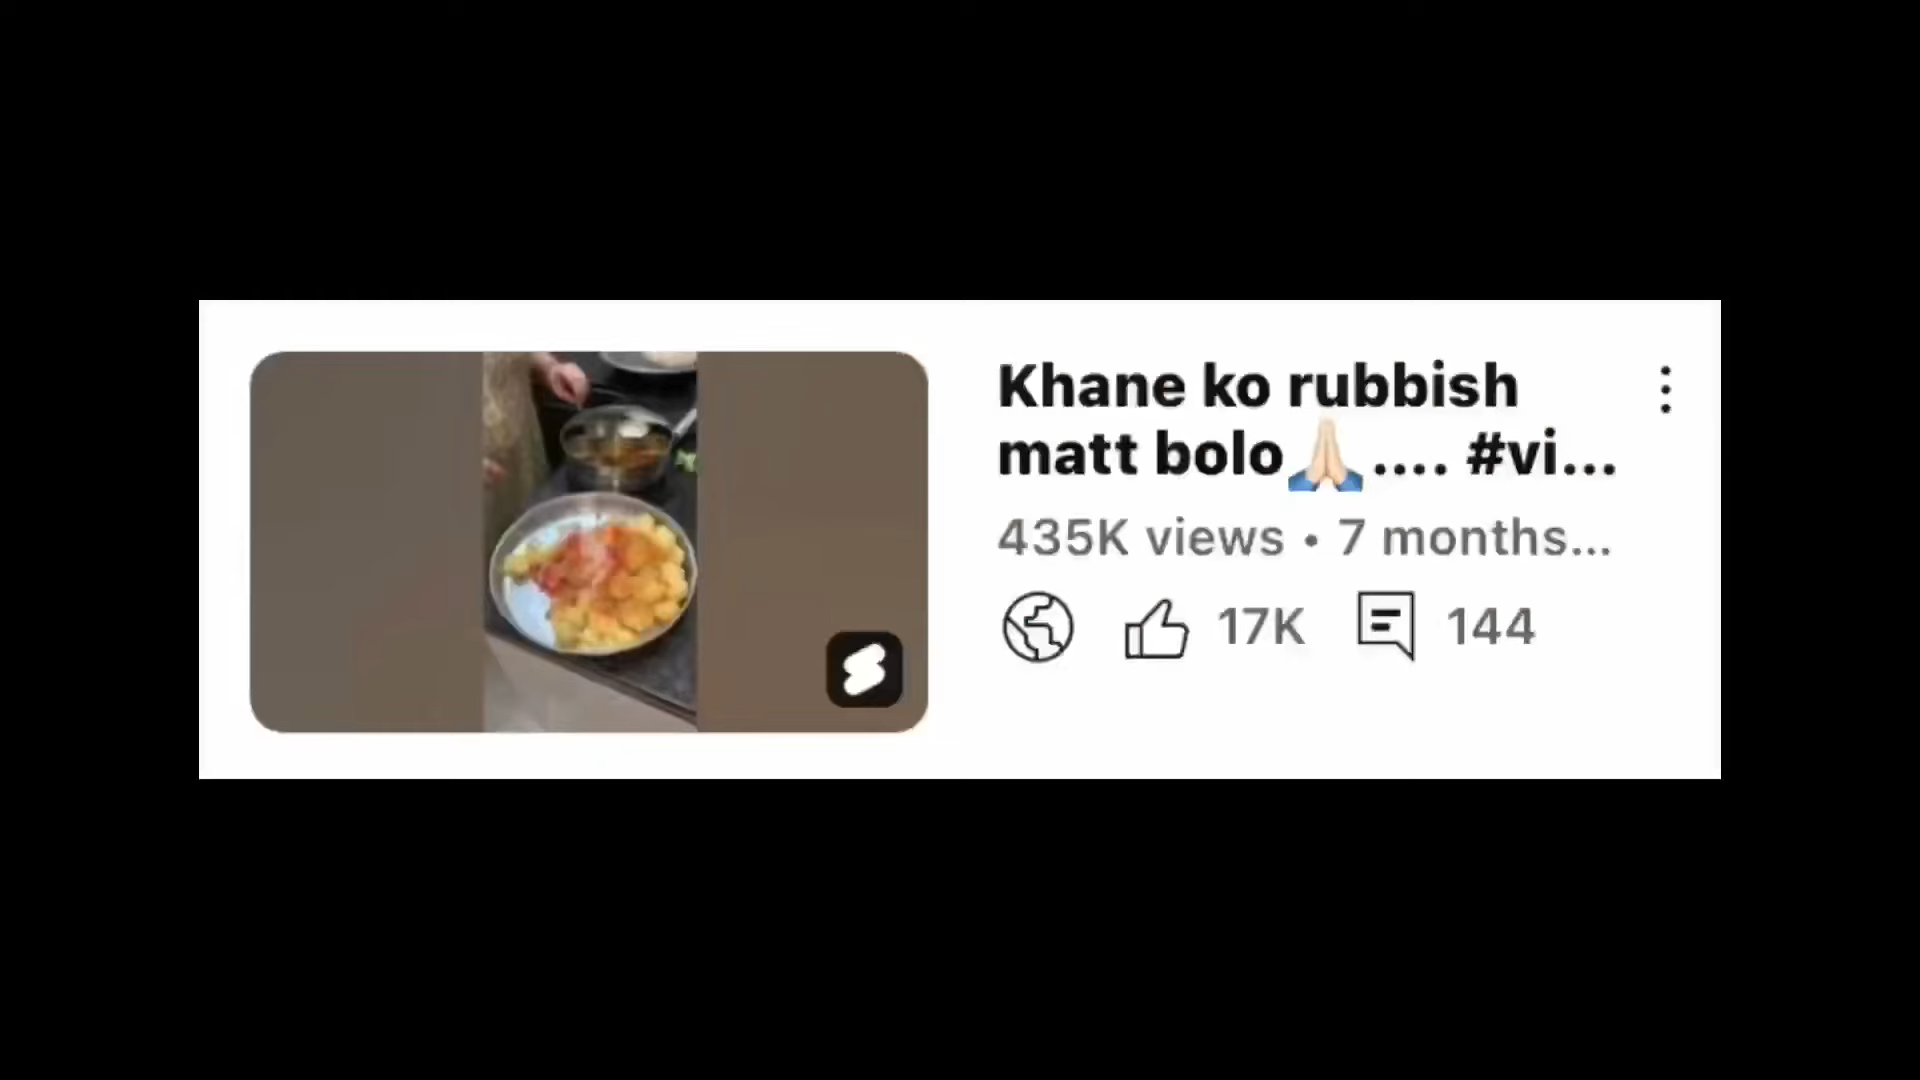 Khane ko rubbish
matt bolo🙏🏻.... #vi...
435K views • 7 months...
17K 144